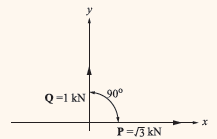 y
Q = 1 kN
90°
x
P = √3 kN